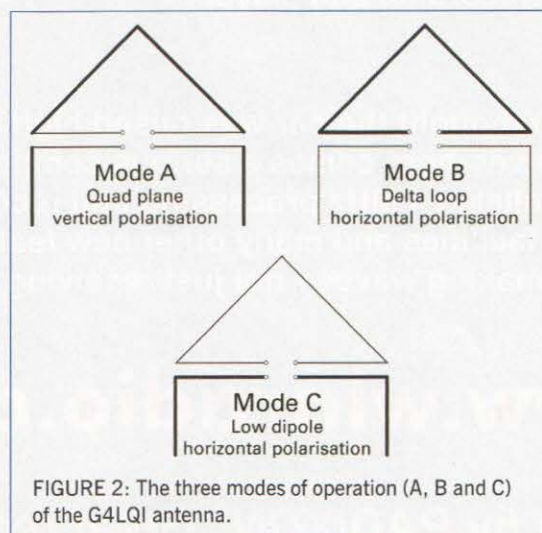 Mode A
Quad plane
vertical polarisation
Mode B
Delta loop
horizontal polarisation
Mode C
Low dipole
horizontal polarisation
FIGURE 2: The three modes of operation (A, B and C)
of the G4LQI antenna.